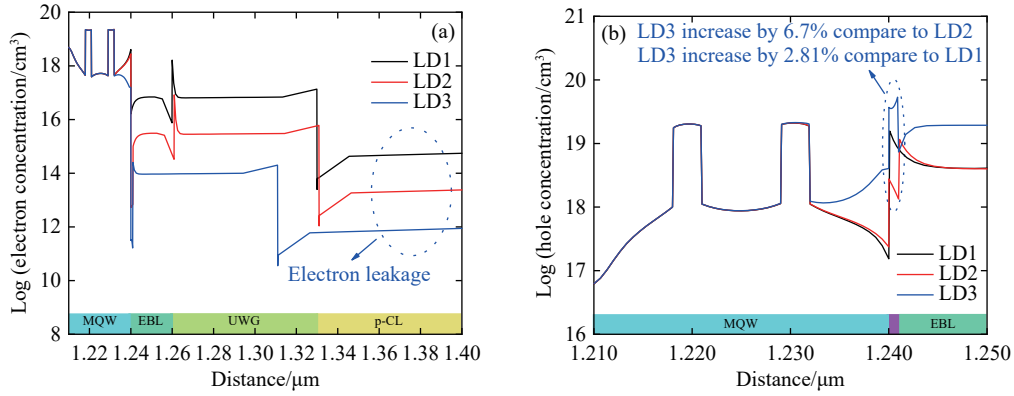 20
18
16
14
12
10
8
Log (electron concentration/cm³)
(a)
LD1
LD2
LD3
Electron leakage
MQW
EBL
UWG
p-CL
1.22 1.24 1.26 1.28 1.30 1.32 1.34 1.36 1.38 1.40
Distance/μm
21
20
19
18
17
16
Log (hole concentration/cm³)
(b)
LD3 increase by 6.7% compare to LD2
LD3 increase by 2.81% compare to LD1
LD1
LD2
LD3
MQW
EBL
1.210 1.220 1.230 1.240 1.250
Distance/μm